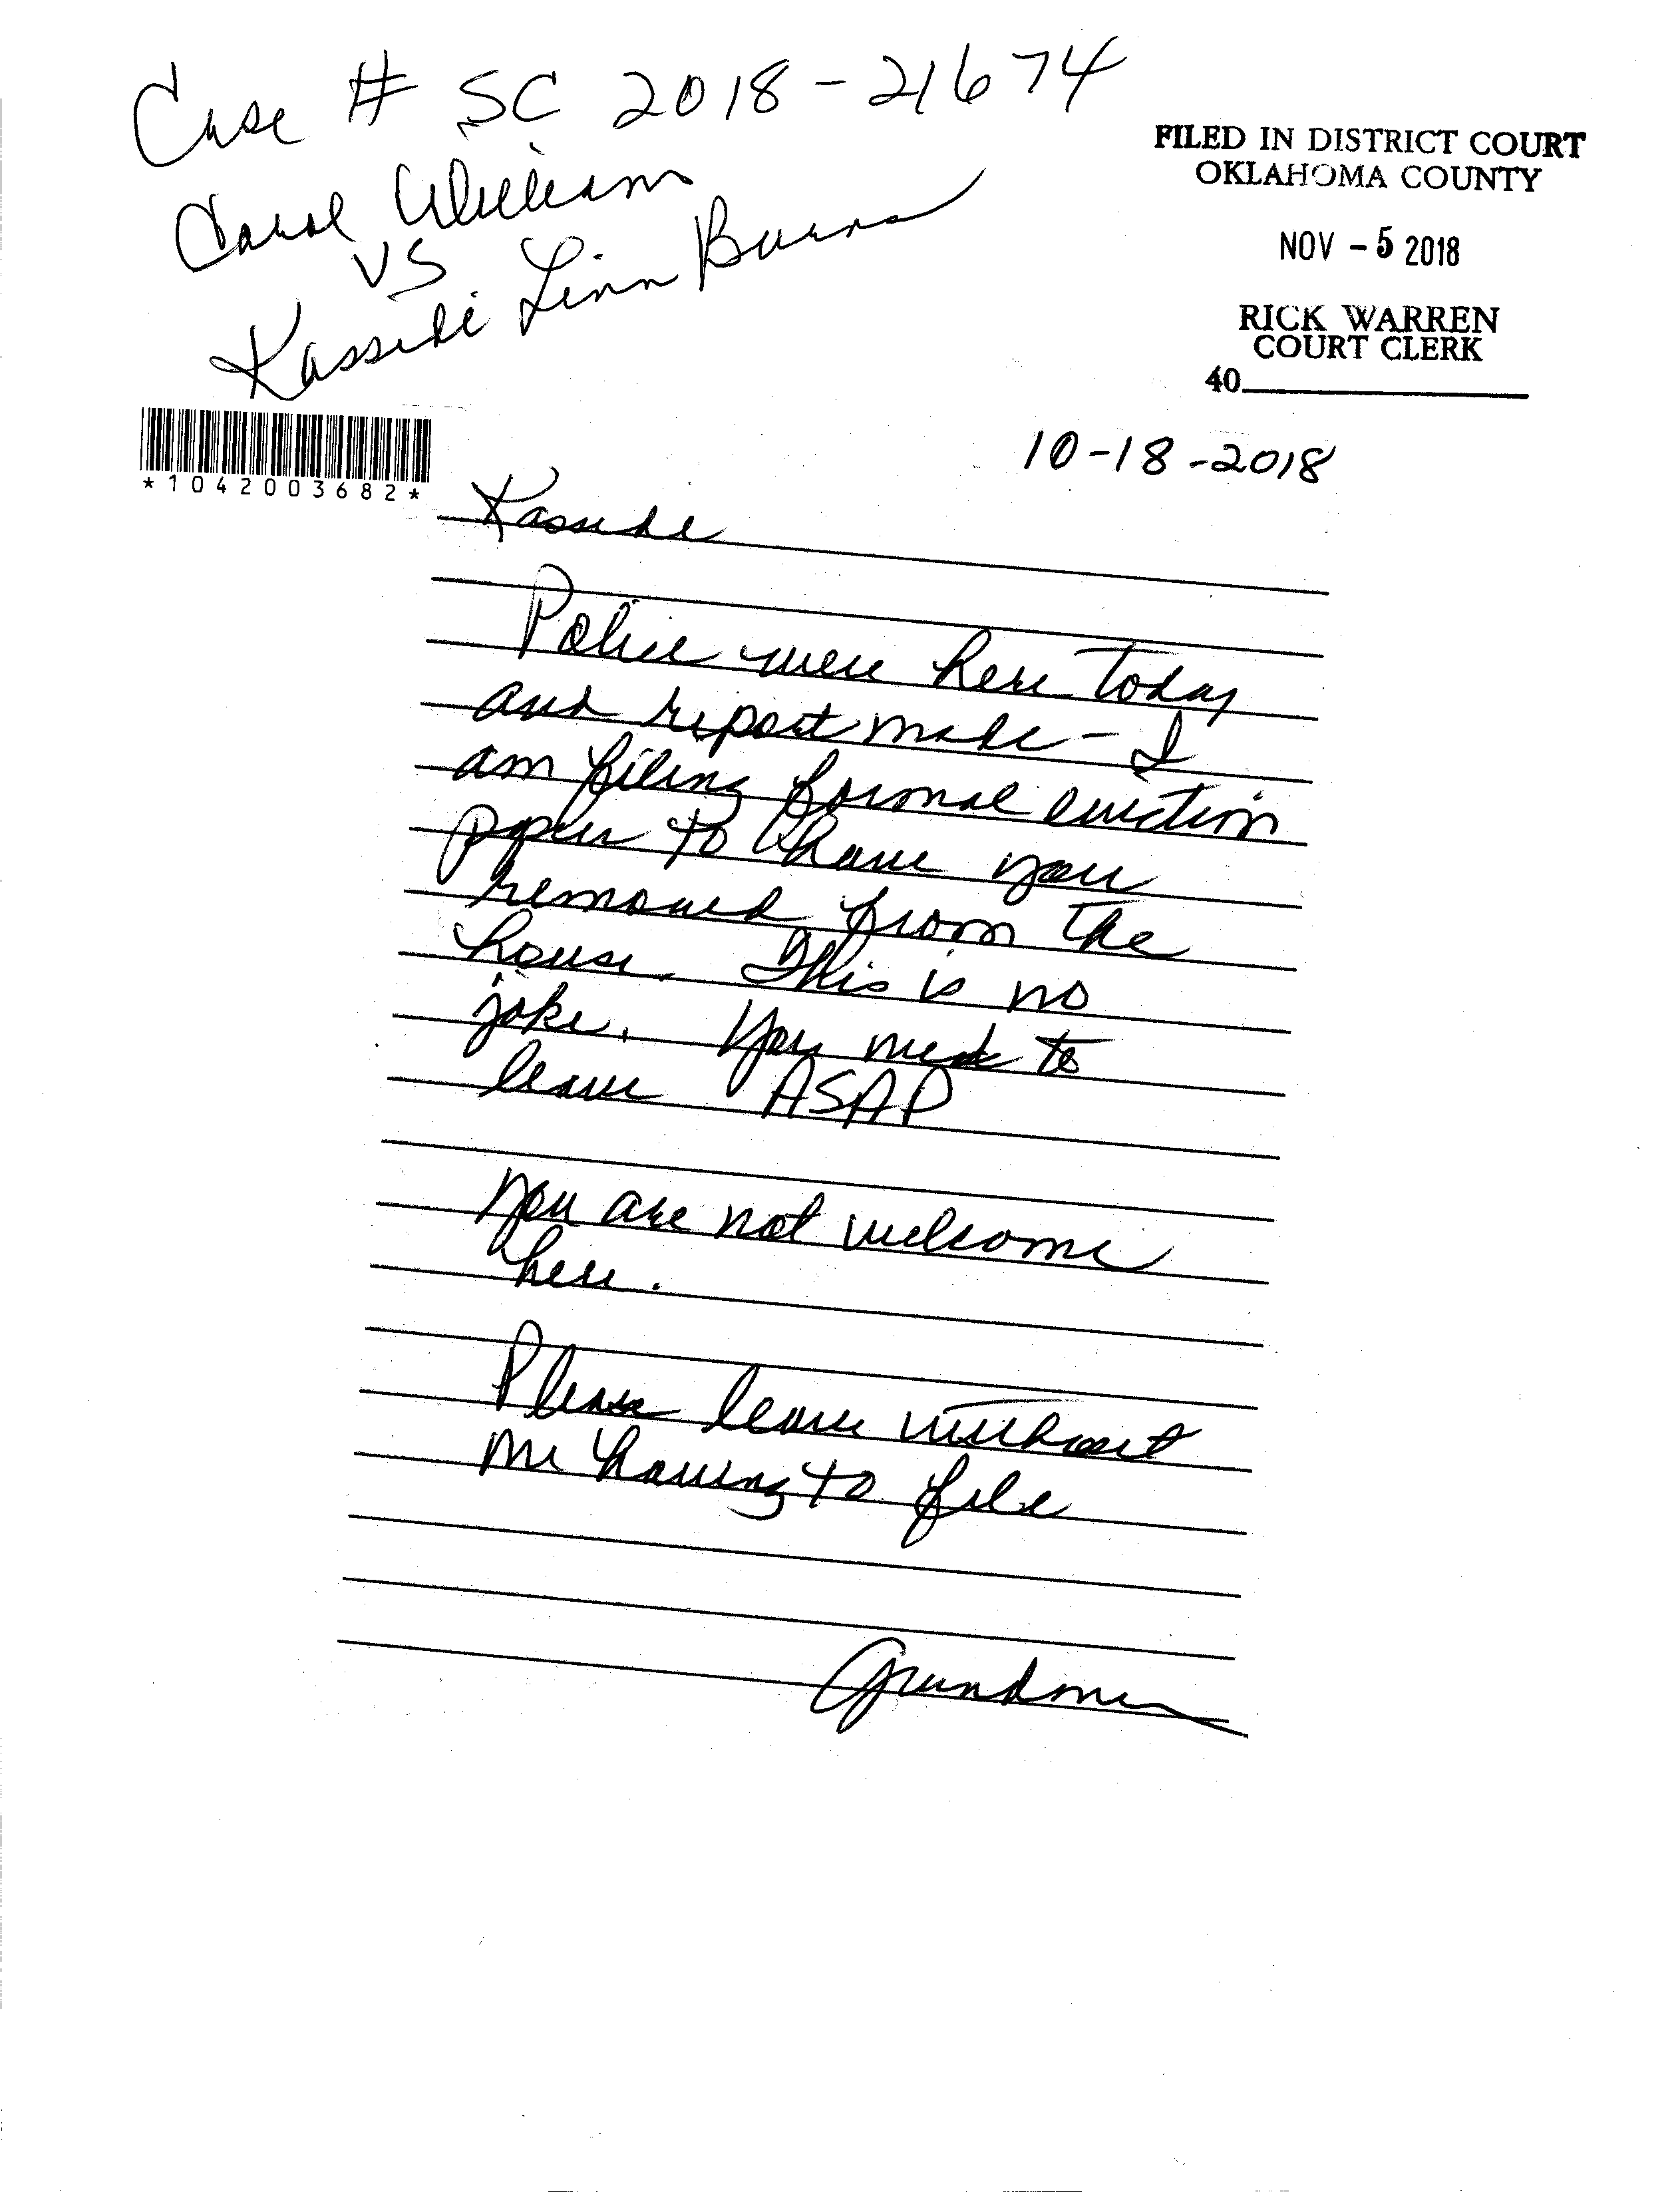 Case # SC 2018-21674
Carol Williams
VS
Kassidi Linn Burns
FILED IN DISTRICT COURT
OKLAHOMA COUNTY
NOV - 5 2018
RICK WARREN
COURT CLERK
40
*1042003682*
10-18-2018
Kassidi
Police were here today
and report made - I
am filing formal eviction
paper to have you
removed from the
house. This is no
joke. You need to
leave ASAP
You are not welcome
here.
Please leave without
me having to file
Grandma